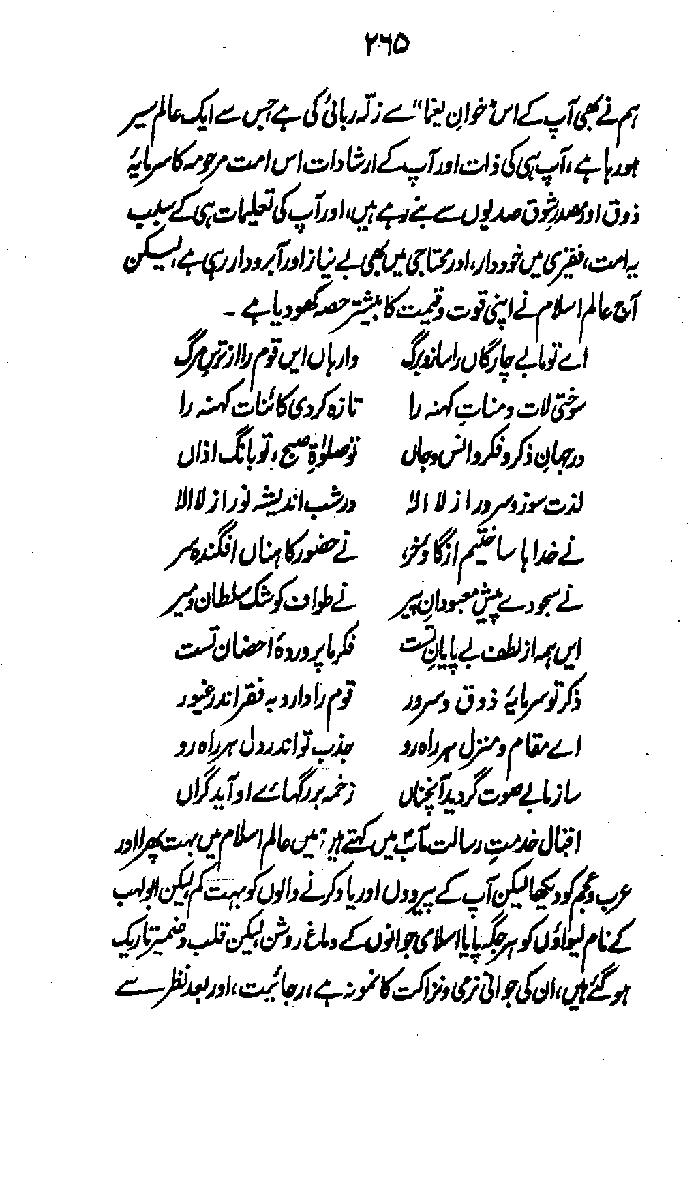 ۲۶۵
ہم نے بھی آپ کے اس "خوانِ یغما" سے زلہ ربائی کی ہے جس سے ایک عالم سیر
ہو رہا ہے، آپ ہی کی ذات اور آپ کے ارشادات اس امت مرحومہ کا سرمایۂ
ذوق اور مصدرِ شوق صدیوں سے بنے رہے ہیں، اور آپ کی تعلیمات ہی کے سبب
یہ امت، فقیری میں خوددار، اور محتاجی میں بھی بے نیاز اور آبرودار رہی ہے، لیکن
آج عالم اسلام نے اپنی قوت و قیمت کا بیشتر حصہ کھو دیا ہے۔
اے تو ما بے چارگاں را ساز و برگ وارہاں ایں قوم را از ترسِ مرگ
سوختی لات و مناتِ کہنہ را تازہ کردی کائناتِ کہنہ را
در جہانِ ذکر و فکر و انس و جاں تو صلوٰۃِ صبح، تو بانگ اذاں
لذت سوز و سرور از لا الا در شب اندیشہ نور از لا الا
نے خدا ہا ساختیم از گاؤ خر نے حضور کاہناں افگندہ سر
نے سجودے پیشِ معبودانِ پیر نے طواف کوشک سلطان و میر
ایں ہمہ از لطف بے پایانِ تست فکر ما پروردۂ احضان تست
ذکر تو سرمایۂ ذوق و سرور قوم را دارد بہ فقر اندر غیور
اے مقام و منزل ہر راہ رو جذب تو اندر دل ہر راہ رو
ساز ما بے صوت گردید آنچناں زخمہ بر رگہائے او آید گراں
اقبال خدمتِ رسالت مآبؐ میں کہتے ہیں؛ میں عالم اسلام میں بہت پھرا اور
عرب و عجم کو دیکھا لیکن آپ کے پیرووں اور یاد کرنے والوں کو بہت کم، لیکن ابولہب
کے نام لیواؤں کو ہر جگہ پایا اسلامی جوانوں کے دماغ روشن، لیکن قلب و ضمیر تاریک
ہو گئے ہیں، ان کی جوانی نرمی و نزاکت کا نمونہ ہے، رجائیت، اور بعد نظر سے